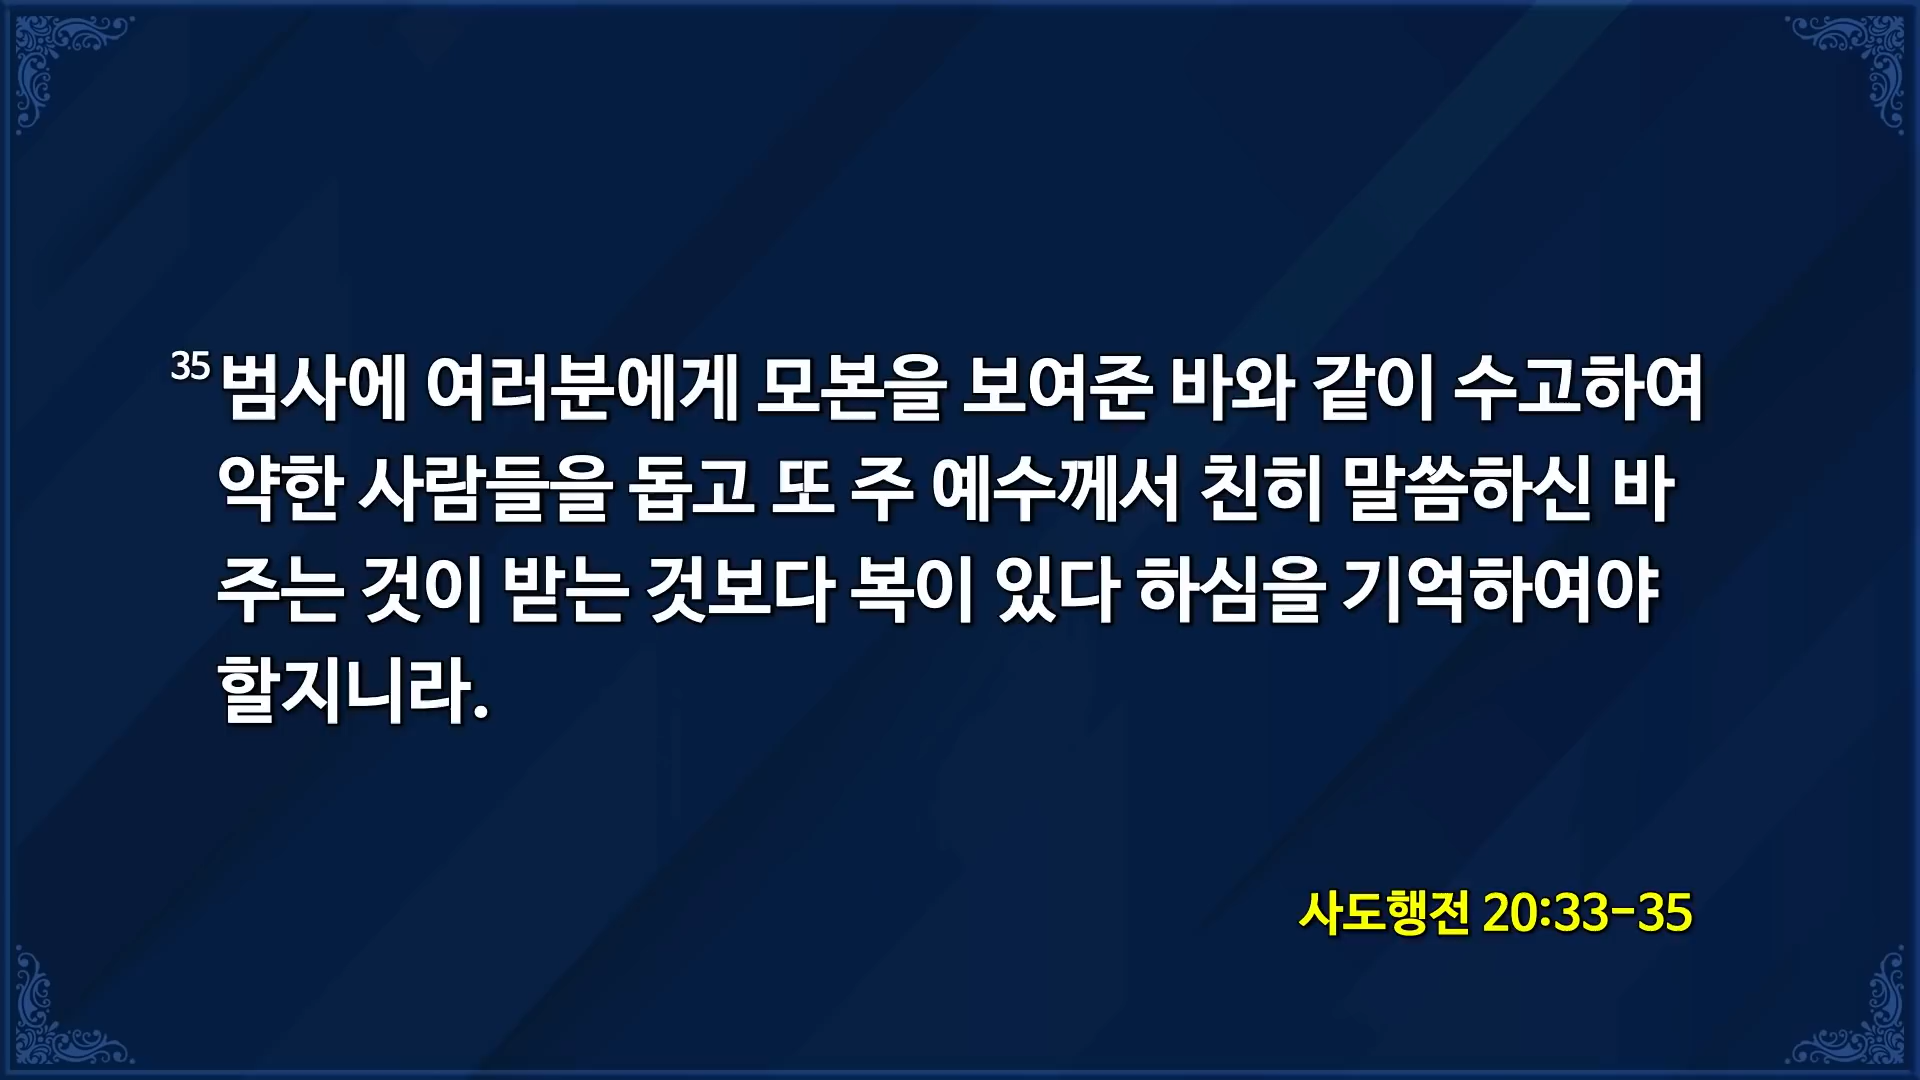 35 범사에 여러분에게 모본을 보여준 바와 같이 수고하여
약한 사람들을 돕고 또 주 예수께서 친히 말씀하신 바
주는 것이 받는 것보다 복이 있다 하심을 기억하여야
할지니라.
사도행전 20:33-35